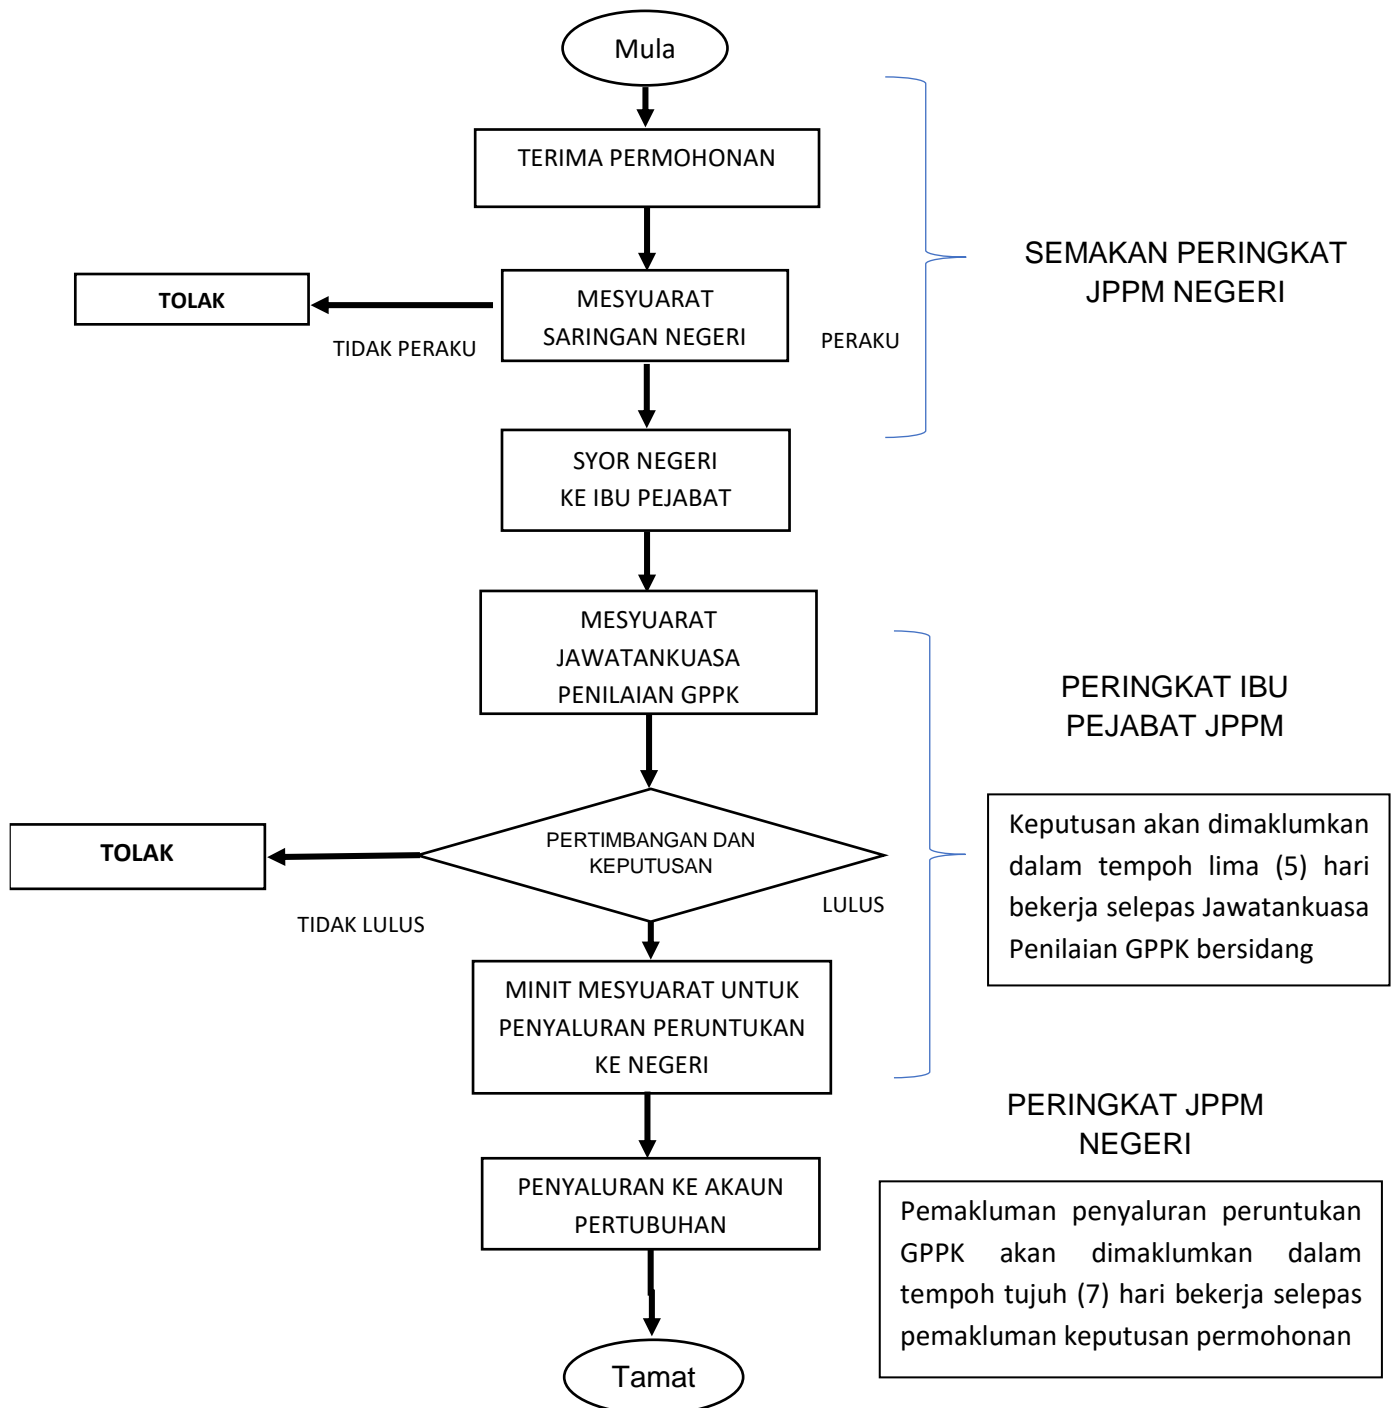 Mula
TERIMA PERMOHONAN
SEMAKAN PERINGKAT
JPPM NEGERI
TOLAK
MESYUARAT
SARINGAN NEGERI
TIDAK PERAKU
PERAKU
SYOR NEGERI
KE IBU PEJABAT
MESYUARAT
JAWATANKUASA
PENILAIAN GPPK
PERINGKAT IBU
PEJABAT JPPM
TOLAK
PERTIMBANGAN DAN
KEPUTUSAN
TIDAK LULUS
LULUS
Keputusan akan dimaklumkan
dalam tempoh lima (5) hari
bekerja selepas Jawatankuasa
Penilaian GPPK bersidang
MINIT MESYUARAT UNTUK
PENYALURAN PERUNTUKAN
KE NEGERI
PERINGKAT JPPM
NEGERI
PENYALURAN KE AKAUN
PERTUBUHAN
Pemakluman penyaluran peruntukan
GPPK akan dimaklumkan dalam
tempoh tujuh (7) hari bekerja selepas
pemakluman keputusan permohonan
Tamat